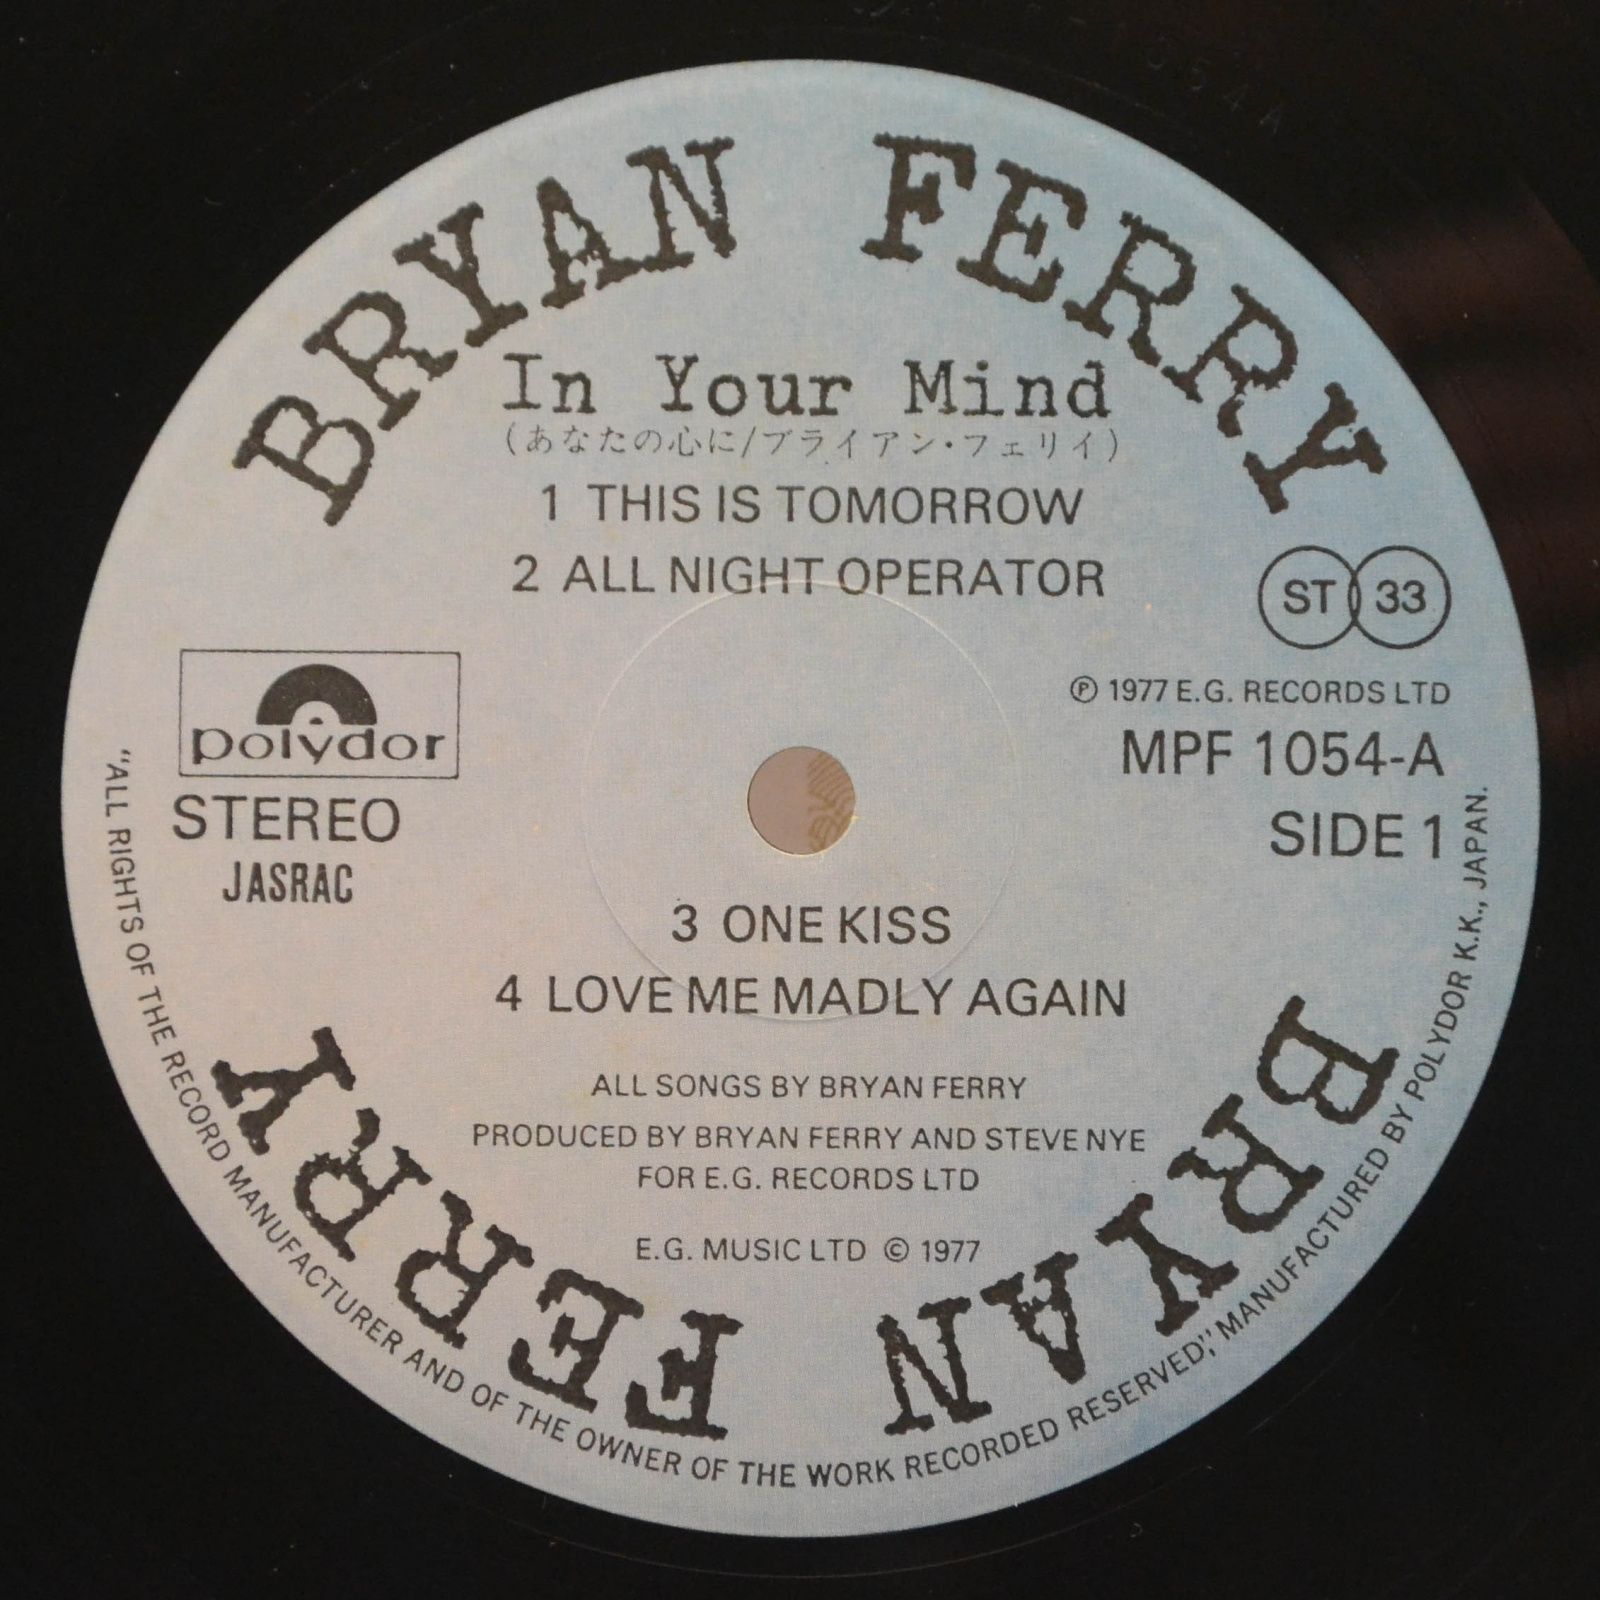 BRYAN FERRY
In Your Mind
(あなたの心に/ブライアン・フェリイ)
1 THIS IS TOMORROW
2 ALL NIGHT OPERATOR
ST 33
polydor
STEREO
JASRAC
℗ 1977 E.G. RECORDS LTD
MPF 1054-A
SIDE 1
3 ONE KISS
4 LOVE ME MADLY AGAIN
ALL SONGS BY BRYAN FERRY
PRODUCED BY BRYAN FERRY AND STEVE NYE
FOR E.G. RECORDS LTD
E.G. MUSIC LTD © 1977
BRYAN FERRY
"ALL RIGHTS OF THE RECORD MANUFACTURER AND OF THE OWNER OF THE WORK RECORDED RESERVED," MANUFACTURED BY POLYDOR K.K., JAPAN.